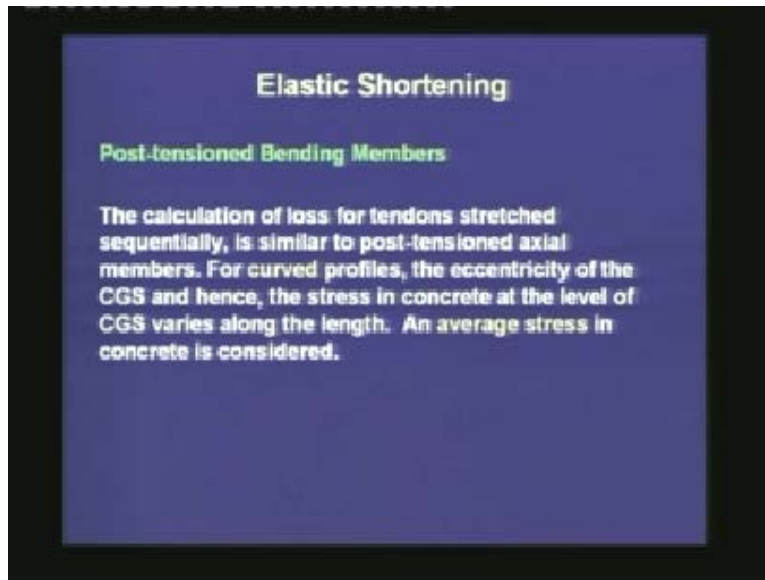 Elastic Shortening
Post-tensioned Bending Members
The calculation of loss for tendons stretched
sequentially, is similar to post-tensioned axial
members. For curved profiles, the eccentricity of the
CGS and hence, the stress in concrete at the level of
CGS varies along the length. An average stress in
concrete is considered.